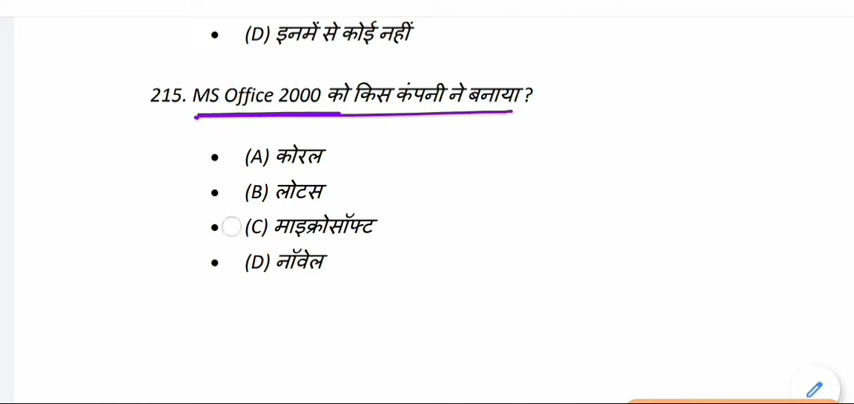 • (D) इनमें से कोई नहीं
215. MS Office 2000 को किस कंपनी ने बनाया?
• (A) कोरल
• (B) लोटस
• (C) माइक्रोसॉफ्ट
• (D) नॉवेल